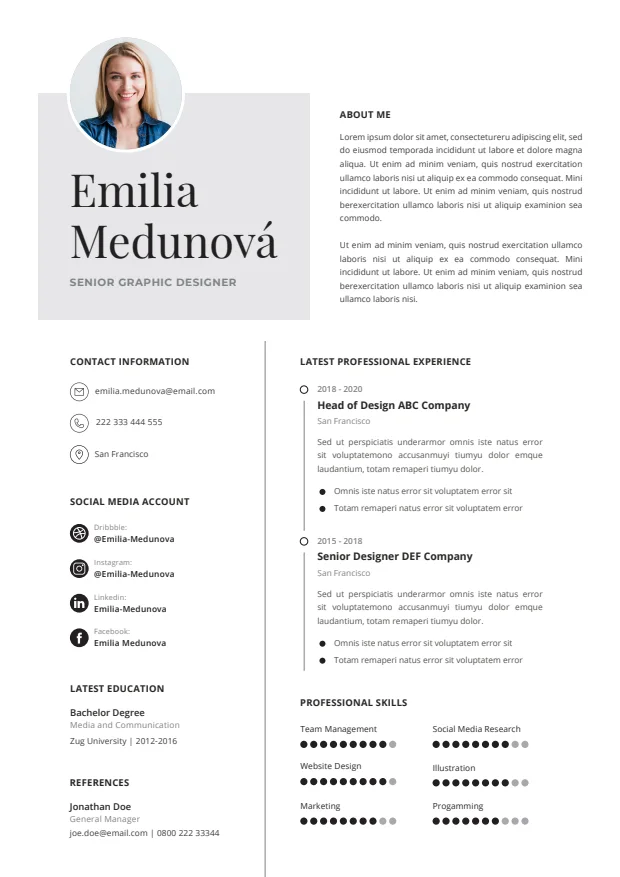 Emilia
Medunová
SENIOR GRAPHIC DESIGNER
ABOUT ME
Lorem ipsum dolor sit amet, consectetureru adipiscing elit, sed
do eiusmod temporada incididunt ut labore et dolore magna
aliqua. Ut enim ad minim veniam, quis nostrud exercitation
ullamco laboris nisi ut aliquip ex ea commodo consequat. Mini
incididunt ut labore. Ut enim ad minim veniam, quis nostrud
berexercitation ullamco laboris nisi ut aliquip examinion sea
commodo.
Ut enim ad minim veniam, quis nostrud exercitation ullamco
laboris nisi ut aliquip ex ea commodo consequat. Mini
incididunt ut labore. Ut enim ad minim veniam, quis nostrud
berexercitation ullamco laboris nisi ut aliquip examinion sea
ullamco laboris nisi.
CONTACT INFORMATION
emilia.medunova@email.com
222 333 444 555
San Francisco
SOCIAL MEDIA ACCOUNT
Dribbble:
@Emilia-Medunova
Instagram:
@Emilia-Medunova
Linkedin:
Emilia-Medunova
Facebook:
Emilia Medunova
LATEST EDUCATION
Bachelor Degree
Media and Communication
Zug University | 2012-2016
REFERENCES
Jonathan Doe
General Manager
joe.doe@email.com | 0800 222 33344
LATEST PROFESSIONAL EXPERIENCE
2018 - 2020
Head of Design ABC Company
San Francisco
Sed ut perspiciatis underarmor omnis iste natus error
sit voluptatemono accusanmuyi tiumyu dolor emque
laudantium, totam remaperi tiumyu dolor.
Omnis iste natus error sit voluptatem error sit
Totam remaperi natus error sit voluptatem error
2015 - 2018
Senior Designer DEF Company
San Francisco
Sed ut perspiciatis underarmor omnis iste natus error
sit voluptatemono accusanmuyi tiumyu dolor emque
laudantium, totam remaperi tiumyu dolor.
Omnis iste natus error sit voluptatem error sit
Totam remaperi natus error sit voluptatem error
PROFESSIONAL SKILLS
Team Management
Social Media Research
Website Design
Illustration
Marketing
Progamming